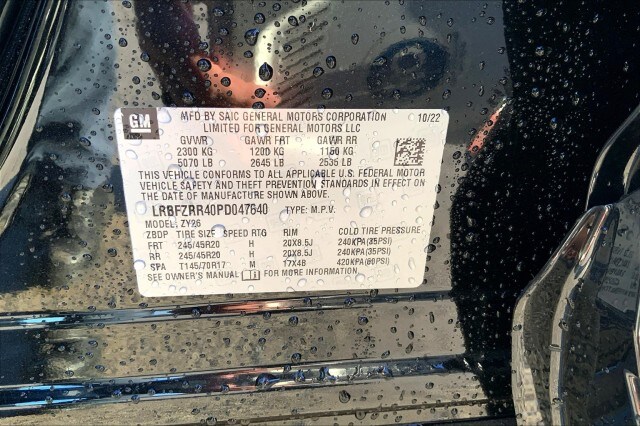 GM MFD BY SAIC GENERAL MOTORS CORPORATION 10/22
LIMITED FOR GENERAL MOTORS LLC
GVWR GAWR FRT GAWR RR
2300 KG 1200 KG 1150 KG
5070 LB 2645 LB 2535 LB
THIS VEHICLE CONFORMS TO ALL APPLICABLE U.S. FEDERAL MOTOR
VEHICLE SAFETY AND THEFT PREVENTION STANDARDS IN EFFECT ON
THE DATE OF MANUFACTURE SHOWN ABOVE.
LRBFZRR40PD047640 TYPE: M.P.V.
MODEL: ZY26
ZBDP TIRE SIZE SPEED RTG RIM COLD TIRE PRESSURE
FRT 245/45R20 H 20X8.5J 240KPA(35PSI)
RR 245/45R20 H 20X8.5J 240KPA(35PSI)
SPA T145/70R17 M 17X4B 420KPA(60PSI)
SEE OWNER'S MANUAL FOR MORE INFORMATION.